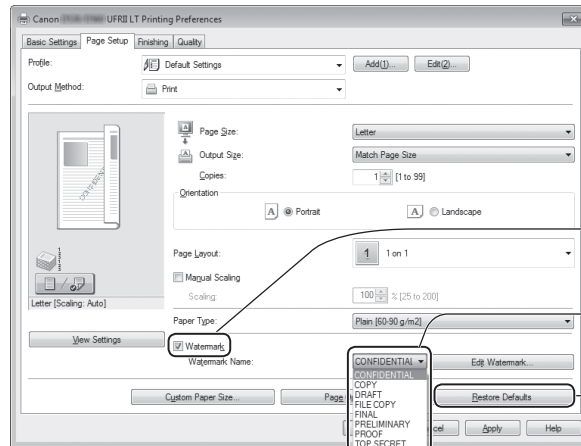 Canon UFRII LT Printing Preferences
Basic Settings Page Setup Finishing Quality
Profile: Default Settings Add(1)... Edit(2)...
Output Method: Print
Page Size: Letter
Output Size: Match Page Size
Copies: 1 [1 to 99]
Orientation
A Portrait A Landscape
CONFIDENTIAL
Page Layout: 1 1 on 1
Manual Scaling
Scaling: 100 % [25 to 200]
Letter [Scaling: Auto]
Paper Type: Plain [60-90 g/m2]
View Settings
Watermark
Watermark Name: CONFIDENTIAL Edit Watermark...
CONFIDENTIAL
COPY
DRAFT
FILE COPY
FINAL
PRELIMINARY
PROOF
TOP SECRET
Custom Paper Size... Page Restore Defaults
cel Apply Help